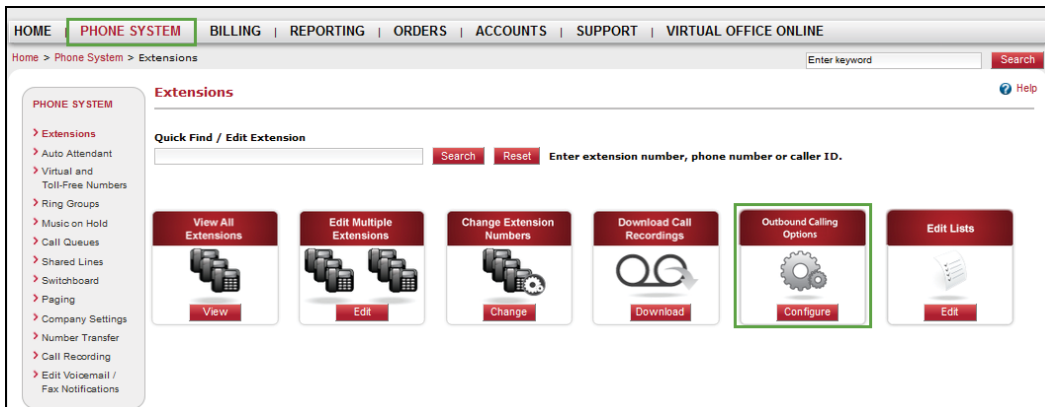 HOME | PHONE SYSTEM BILLING | REPORTING | ORDERS | ACCOUNTS | SUPPORT | VIRTUAL OFFICE ONLINE
Home > Phone System > Extensions
Enter keyword
Search
Extensions
Help
PHONE SYSTEM
Extensions
Auto Attendant
Virtual and
Toll-Free Numbers
Ring Groups
Music on Hold
Call Queues
Shared Lines
Switchboard
Paging
Company Settings
Number Transfer
Call Recording
Edit Voicemail /
Fax Notifications
Quick Find / Edit Extension
Search Reset Enter extension number, phone number or caller ID.
View All
Extensions
View
Edit Multiple
Extensions
Edit
Change Extension
Numbers
Change
Download Call
Recordings
Download
Outbound Calling
Options
Configure
Edit Lists
Edit